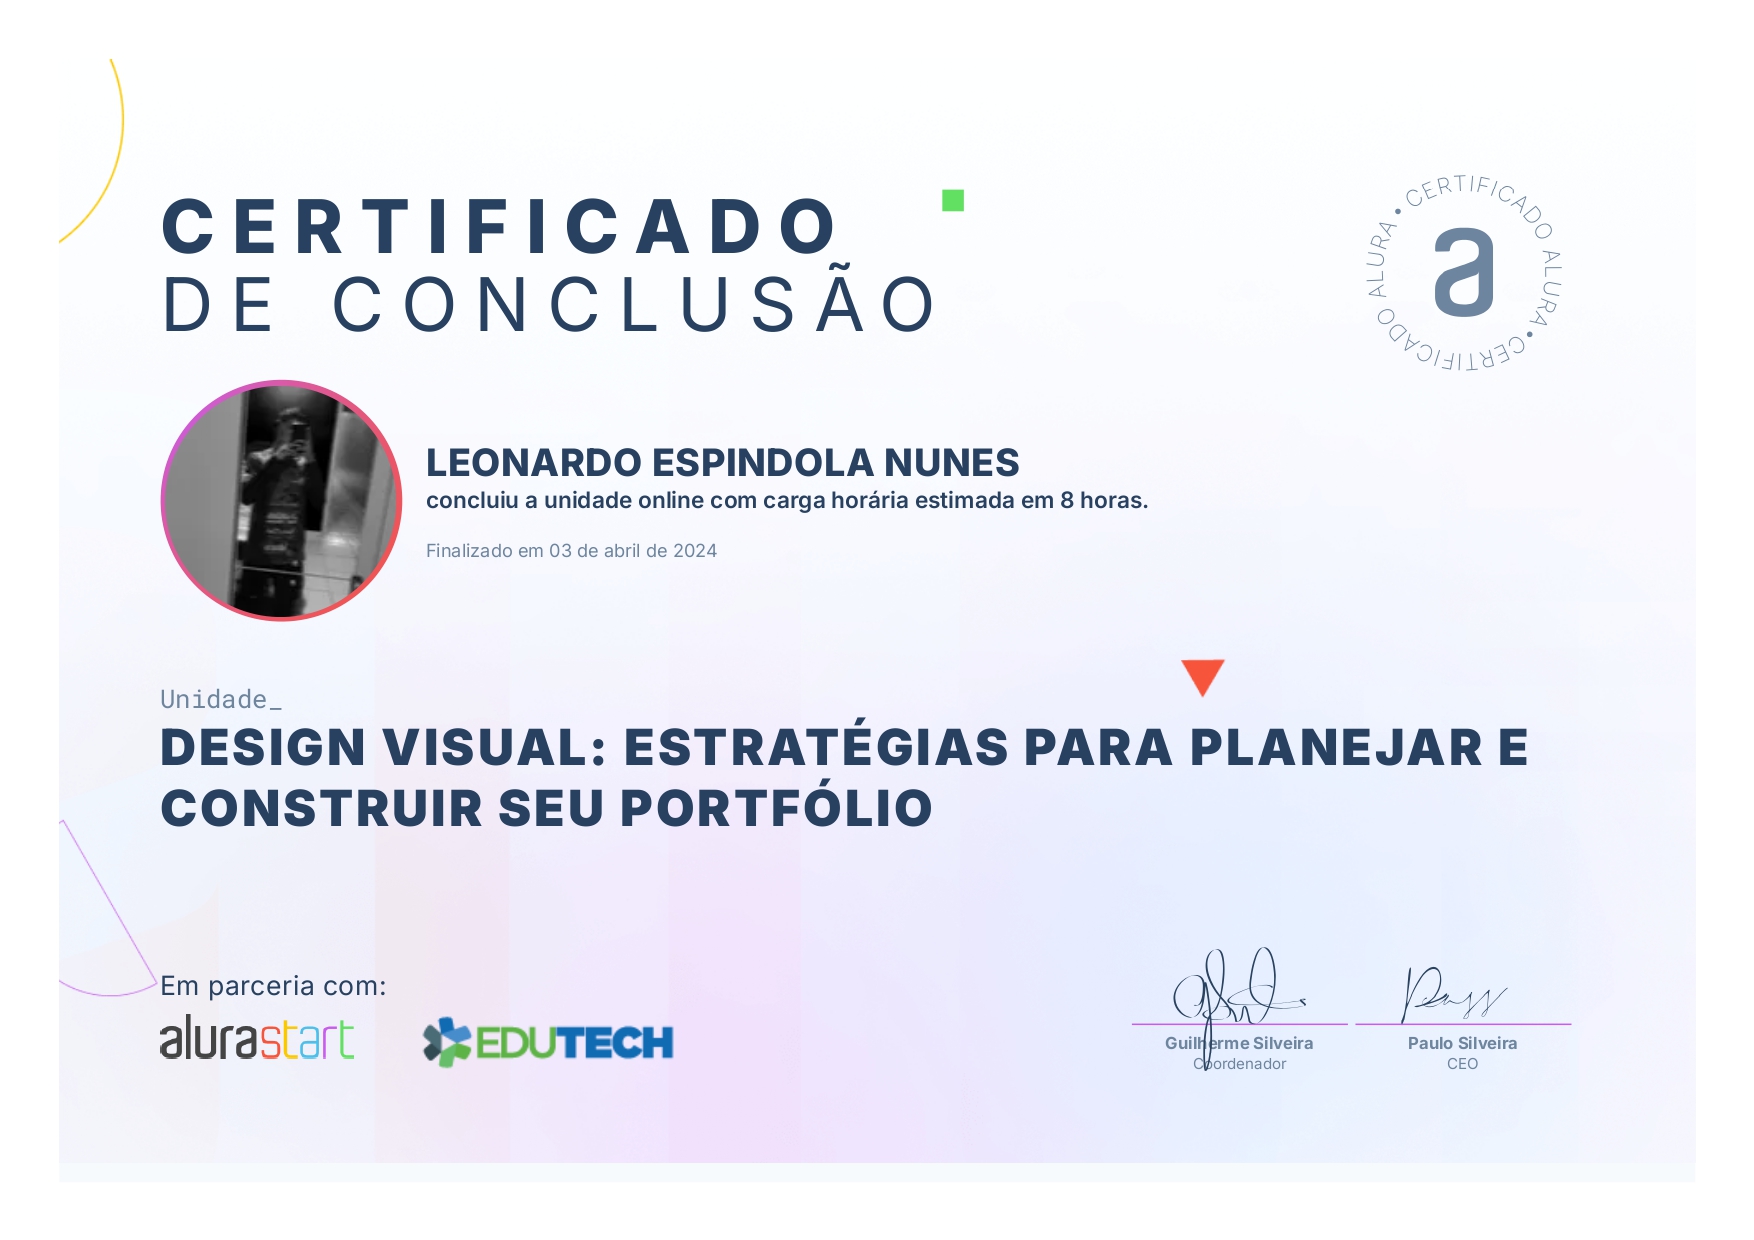 CERTIFICADO
DE CONCLUSÃO
CERTIFICADO ALURA • CERTIFICADO ALURA •
a
LEONARDO ESPINDOLA NUNES
concluiu a unidade online com carga horária estimada em 8 horas.
Finalizado em 03 de abril de 2024
Unidade_
DESIGN VISUAL: ESTRATÉGIAS PARA PLANEJAR E
CONSTRUIR SEU PORTFÓLIO
Em parceria com:
alurastart EDUTECH
Guilherme Silveira
Coordenador
Paulo Silveira
CEO